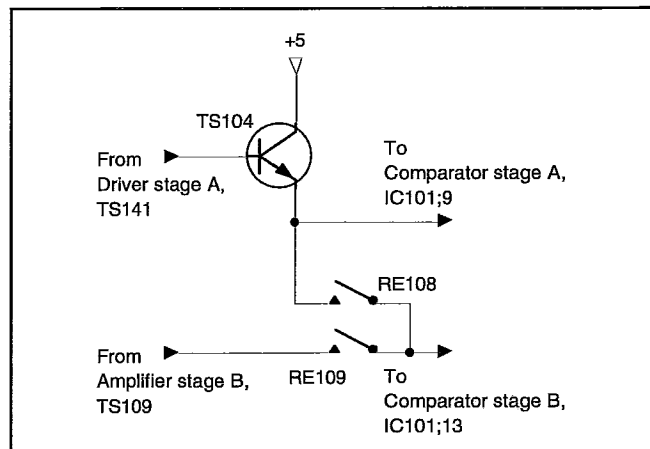 +5
TS104
From
Driver stage A,
TS141
To
Comparator stage A,
IC101;9
RE108
From
Amplifier stage B,
TS109
RE109
To
Comparator stage B,
IC101;13